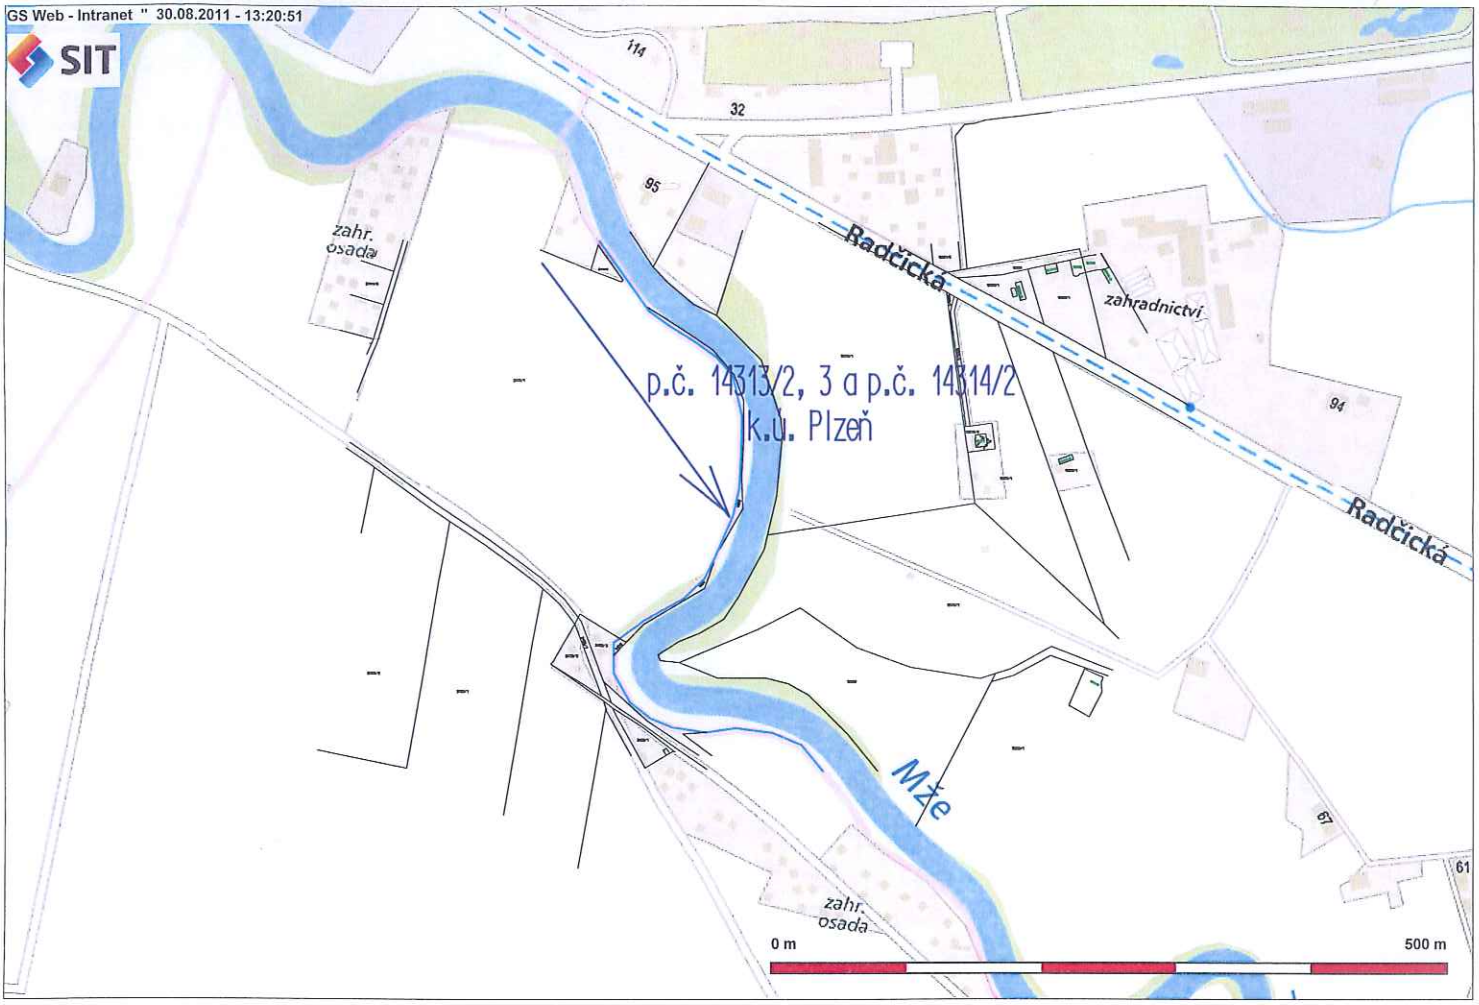 GS Web - Intranet " 30.08.2011 - 13:20:51
SIT
114
32
95
zahr.
osada
Radčická
zahradnictví
p.č. 14313/2, 3 a p.č. 14314/2
k.ú. Plzeň
94
Radčická
Mže
67
61
zahr.
osada
0 m
500 m